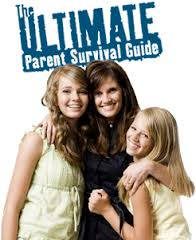 The
ULTIMATE
Parent Survival Guide